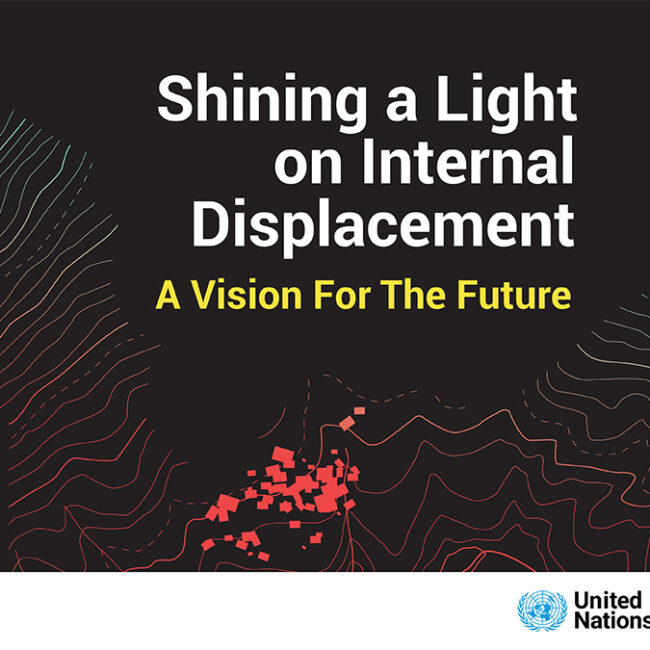 Shining a Light
on Internal
Displacement
A Vision For The Future
United
Nations